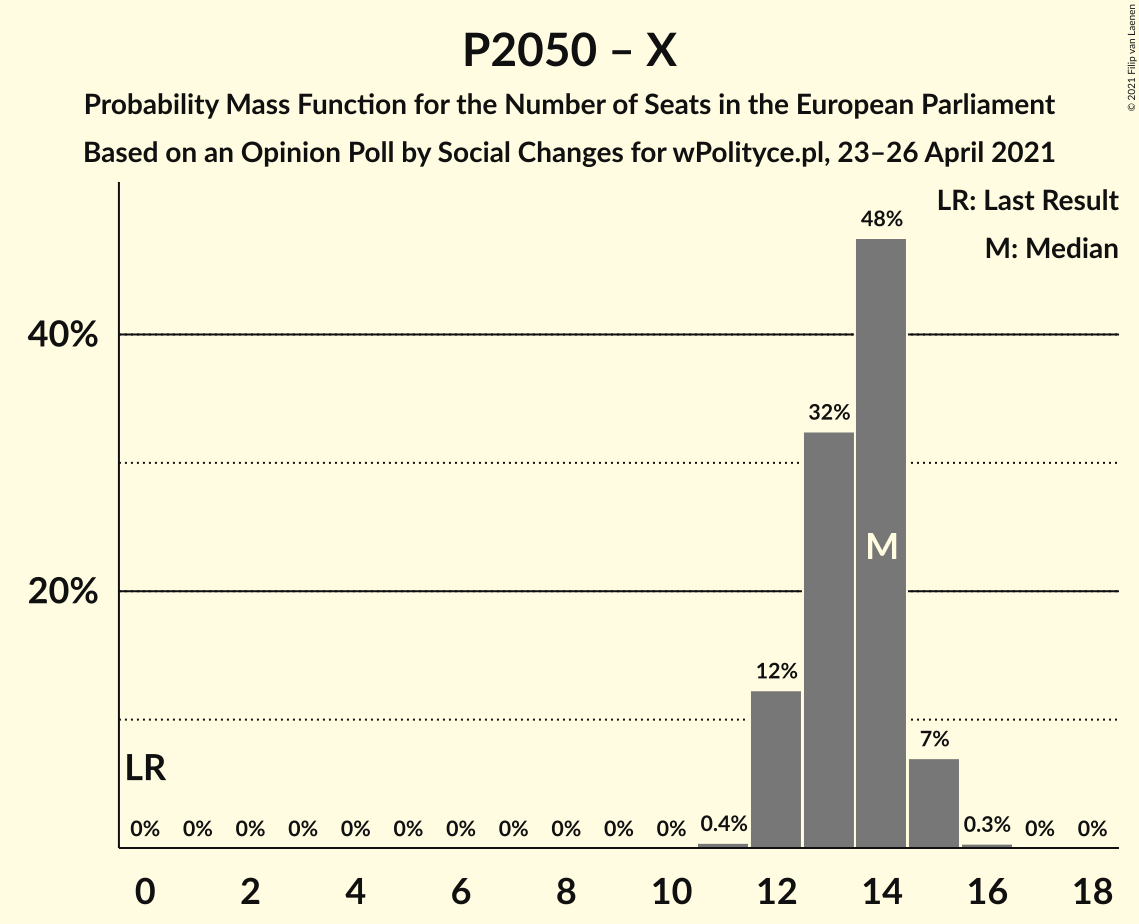 © 2021 Filip van Laenen
P2050 – X
Probability Mass Function for the Number of Seats in the European Parliament
Based on an Opinion Poll by Social Changes for wPolityce.pl, 23–26 April 2021
LR: Last Result
M: Median
48%
40%
32%
M
20%
12%
7%
LR
0% 0% 0% 0% 0% 0% 0% 0% 0% 0% 0% 0.4% 0.3% 0% 0%
0 2 4 6 8 10 12 14 16 18